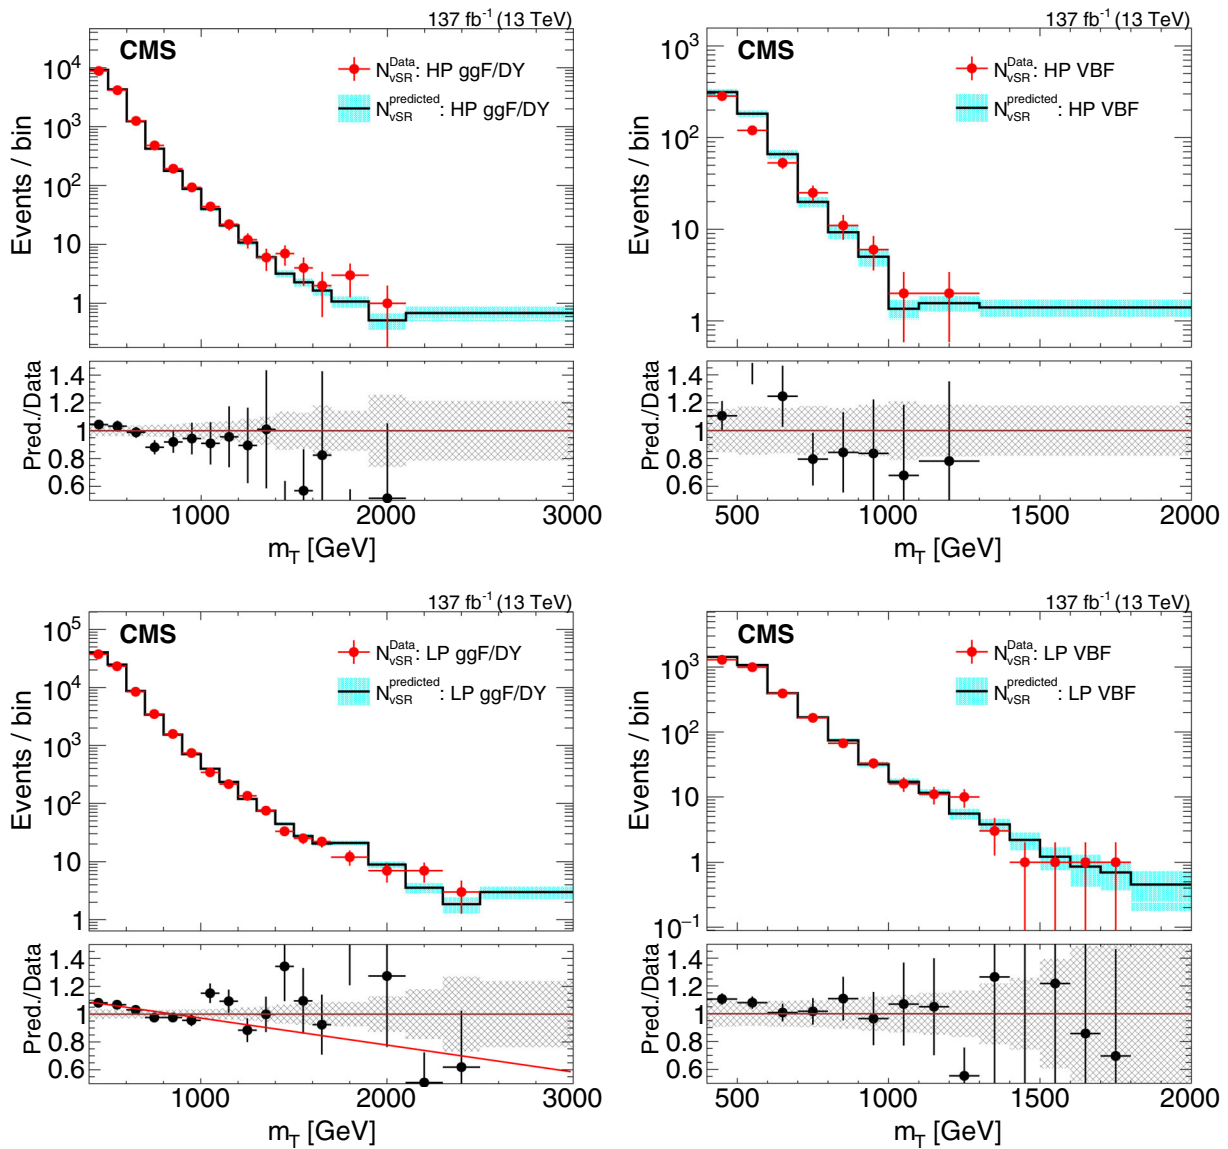 137 fb⁻¹ (13 TeV)
CMS
N_vSR^Data : HP ggF/DY
N_vSR^predicted : HP ggF/DY
Events / bin
10⁴
10³
10²
10
1
Pred./Data
1.4
1.2
1
0.8
0.6
1000 2000 3000
m_T [GeV]
137 fb⁻¹ (13 TeV)
CMS
N_vSR^Data : HP VBF
N_vSR^predicted : HP VBF
Events / bin
10³
10²
10
1
Pred./Data
1.4
1.2
1
0.8
0.6
500 1000 1500 2000
m_T [GeV]
137 fb⁻¹ (13 TeV)
CMS
N_vSR^Data : LP ggF/DY
N_vSR^predicted : LP ggF/DY
Events / bin
10⁵
10⁴
10³
10²
10
1
Pred./Data
1.4
1.2
1
0.8
0.6
1000 2000 3000
m_T [GeV]
137 fb⁻¹ (13 TeV)
CMS
N_vSR^Data : LP VBF
N_vSR^predicted : LP VBF
Events / bin
10³
10²
10
1
10⁻¹
Pred./Data
1.4
1.2
1
0.8
0.6
500 1000 1500 2000
m_T [GeV]